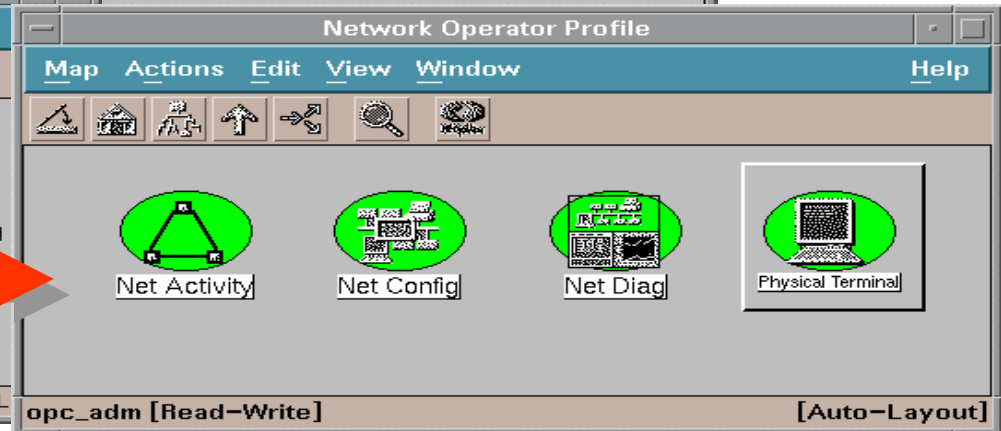 Network Operator Profile
Map Actions Edit View Window Help
Net Activity Net Config Net Diag Physical Terminal
opc_adm [Read-Write] [Auto-Layout]